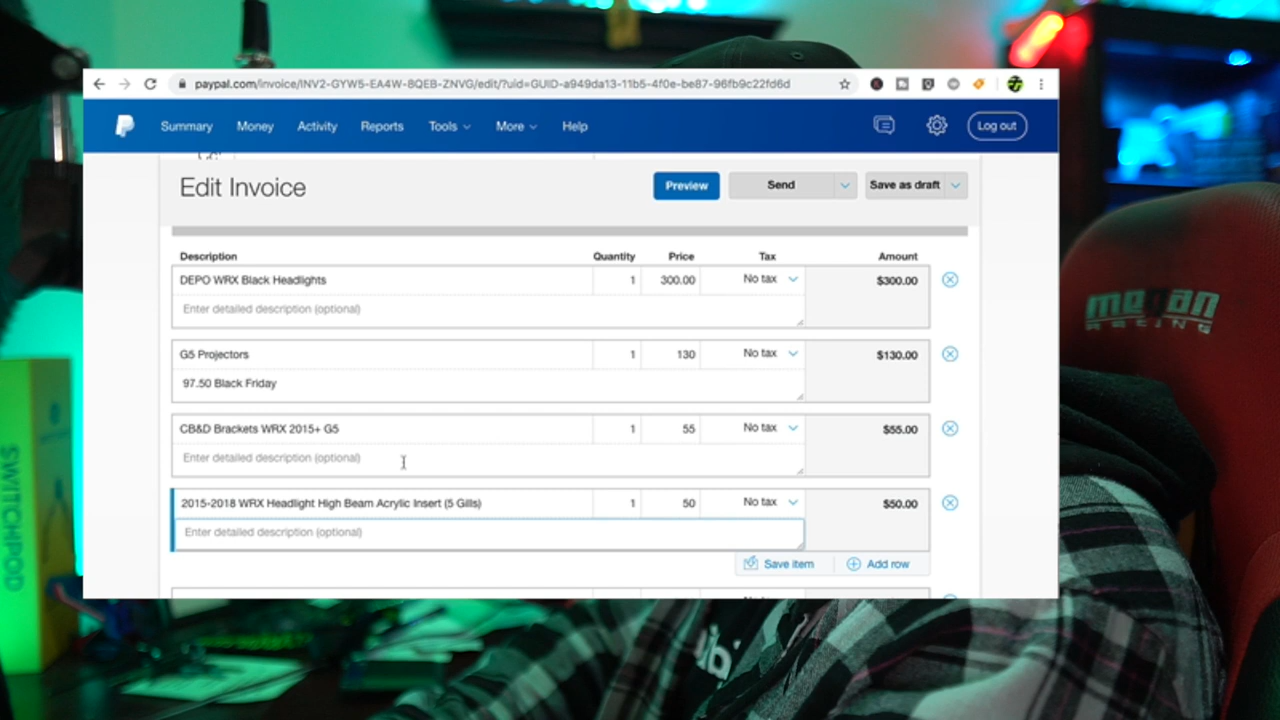 paypal.com/invoice/INV2-GYW5-EA4W-8QEB-ZNVG/edit/?uid=GUID-a949da13-11b5-4f0e-be87-96fb9c22fd6d
Summary Money Activity Reports Tools More Help Log out
Edit Invoice Preview Send Save as draft
Description Quantity Price Tax Amount
DEPO WRX Black Headlights 1 300.00 No tax $300.00
Enter detailed description (optional)
G5 Projectors 1 130 No tax $130.00
97.50 Black Friday
CB&D Brackets WRX 2015+ G5 1 55 No tax $55.00
Enter detailed description (optional)
2015-2018 WRX Headlight High Beam Acrylic Insert (5 Gills) 1 50 No tax $50.00
Enter detailed description (optional)
Save item Add row
megan
RACING
SWITCHPOD